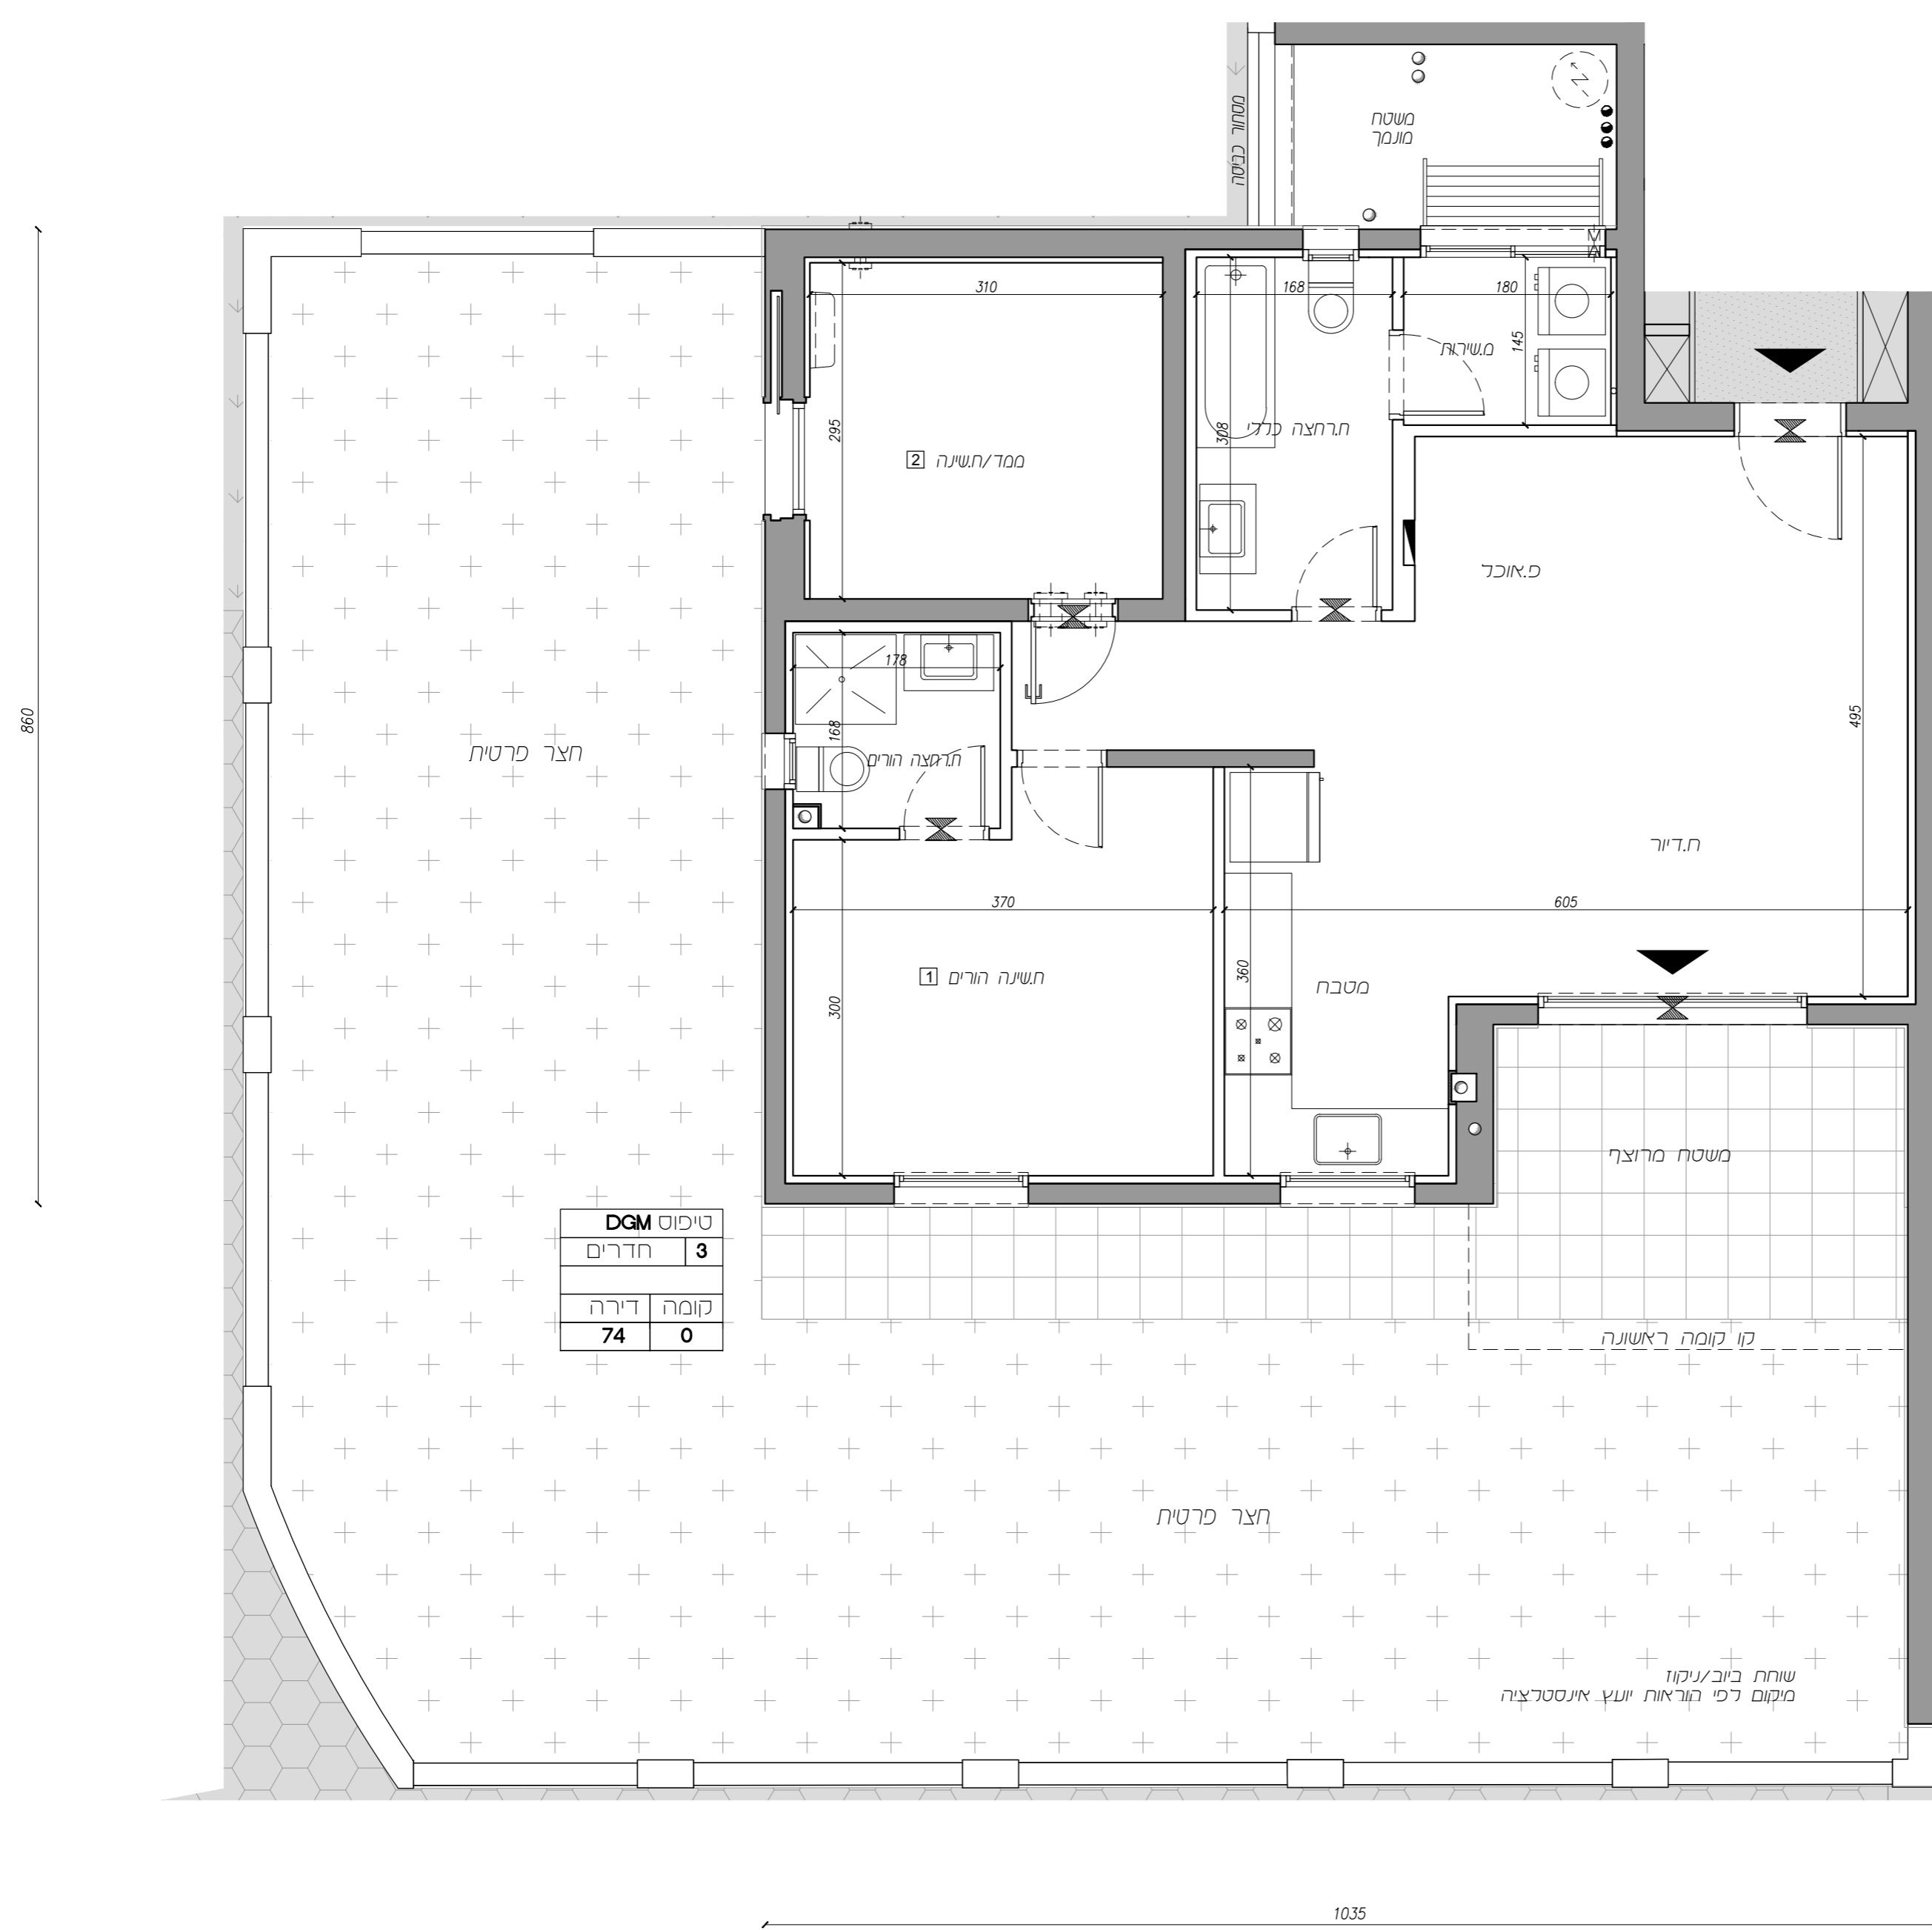 מסתור כביסה
משטח
מונמך
N
M
A
310
168
180
מ.שירות
145
ח.רחצה כללי
308
295
ממד/ח.שינה 2
פ.אוכל
178
168
ח.רחצה הורים
860
חצר פרטית
495
ח.דיור
370
605
ח.שינה הורים 1
300
360
מטבח
משטח מרוצף
טיפוס DGM
3 חדרים
קומה דירה
0 74
קו קומה ראשונה
חצר פרטית
שוחת ביוב/ניקוז
מיקום לפי הוראות יועץ אינסטלציה
1035